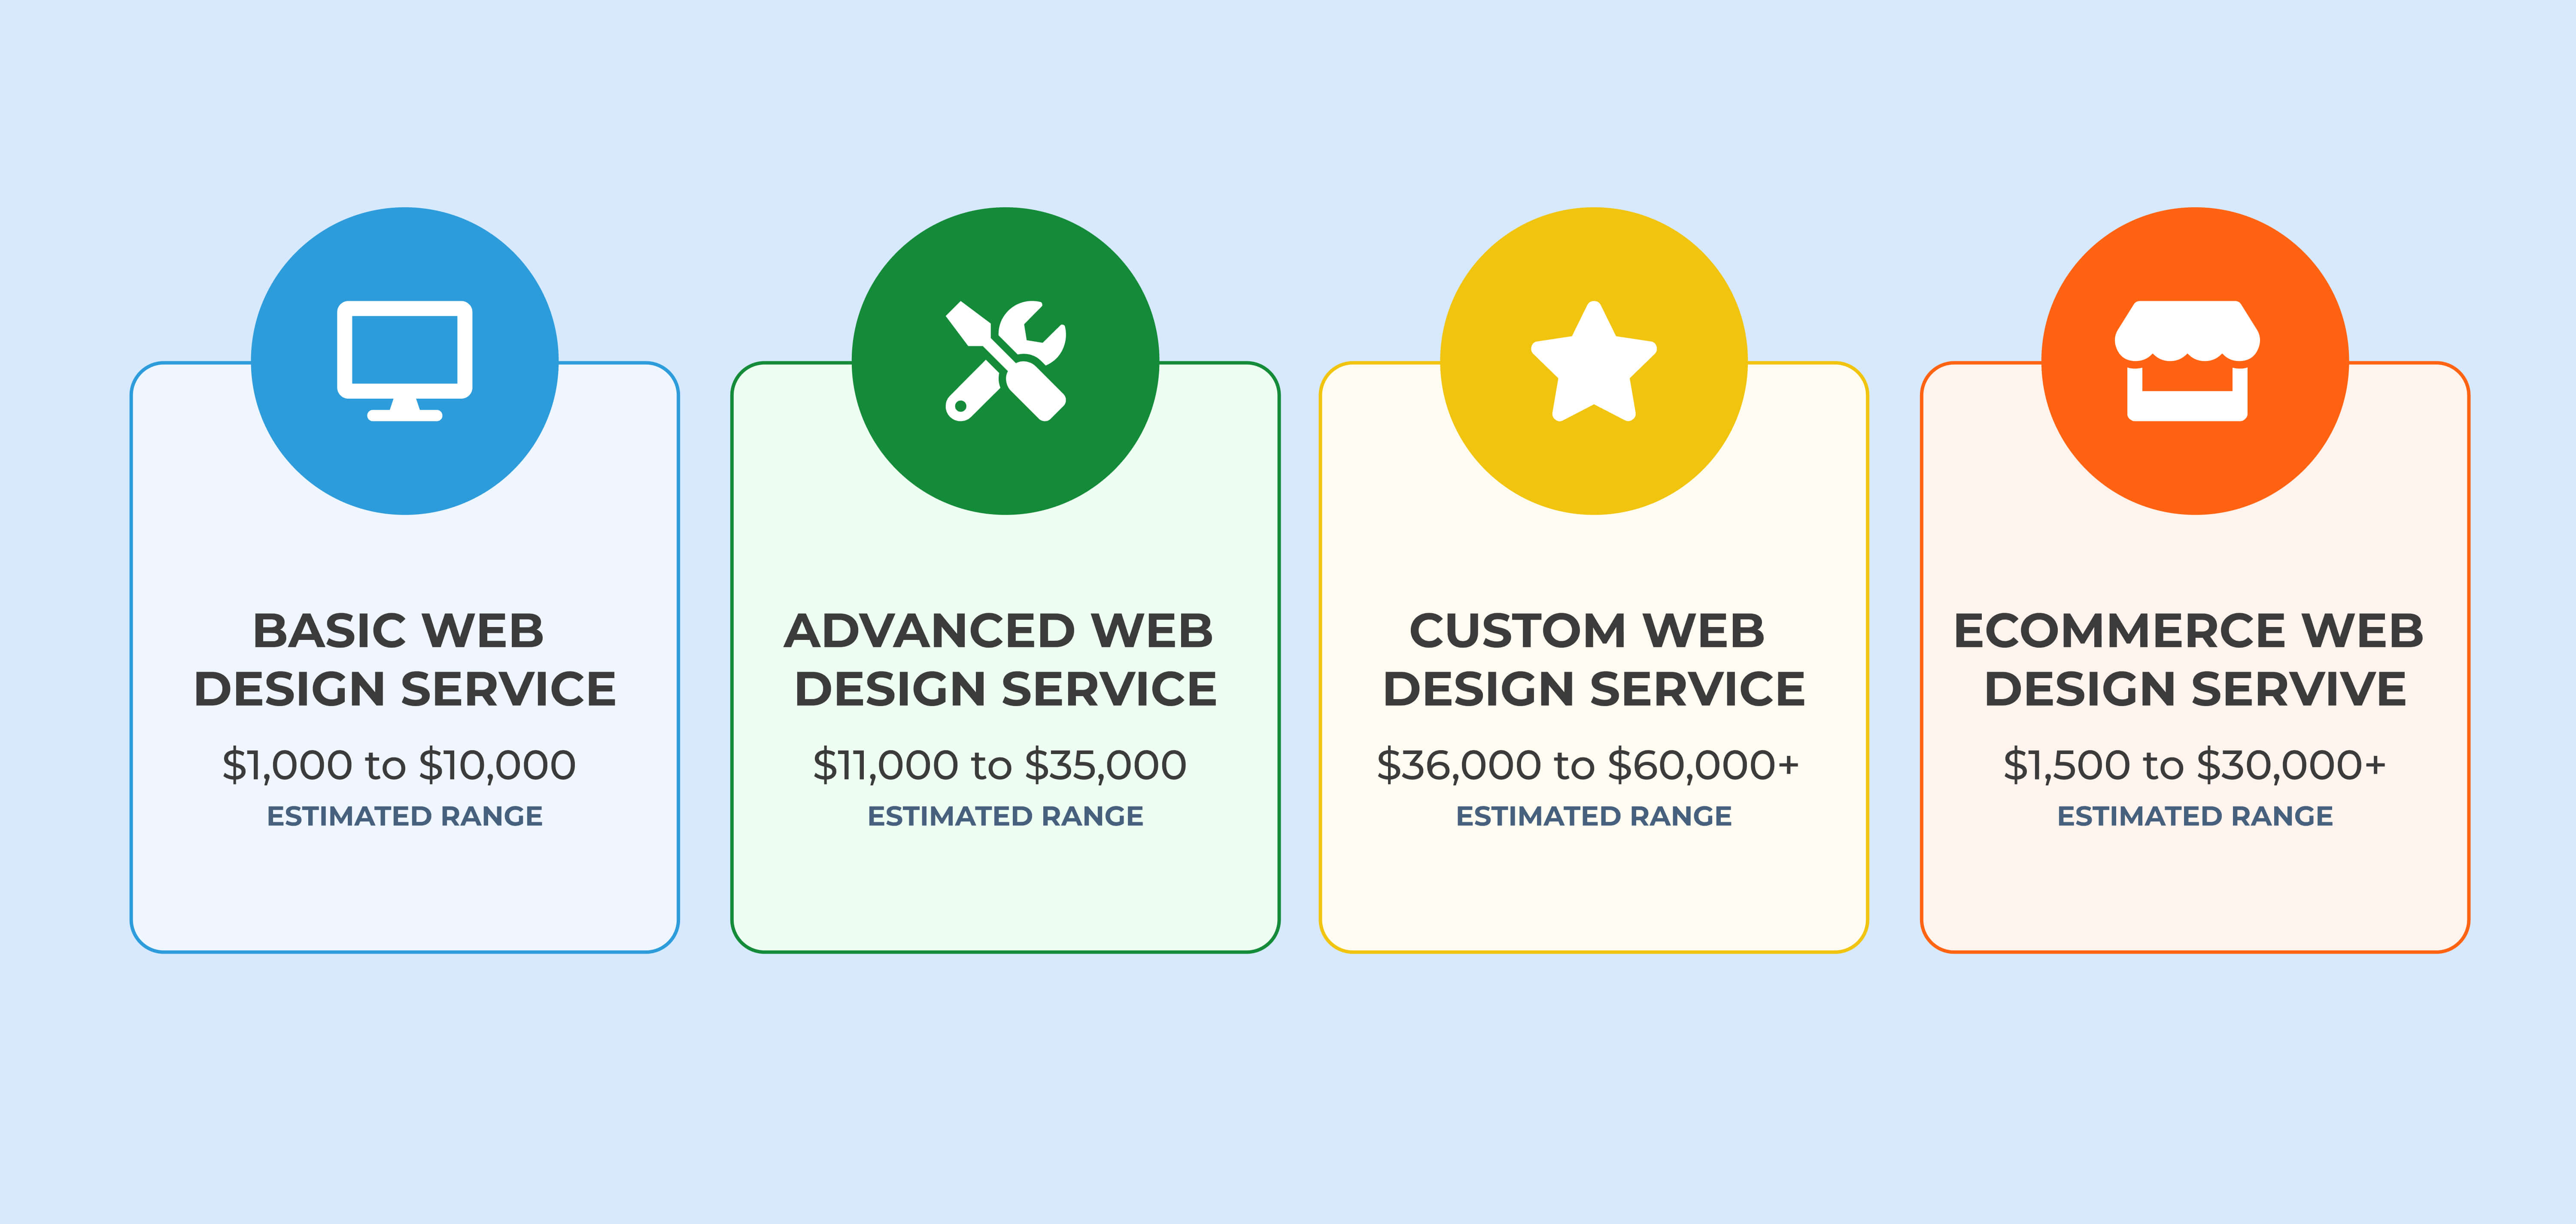 BASIC WEB
DESIGN SERVICE
$1,000 to $10,000
ESTIMATED RANGE
ADVANCED WEB
DESIGN SERVICE
$11,000 to $35,000
ESTIMATED RANGE
CUSTOM WEB
DESIGN SERVICE
$36,000 to $60,000+
ESTIMATED RANGE
ECOMMERCE WEB
DESIGN SERVIVE
$1,500 to $30,000+
ESTIMATED RANGE